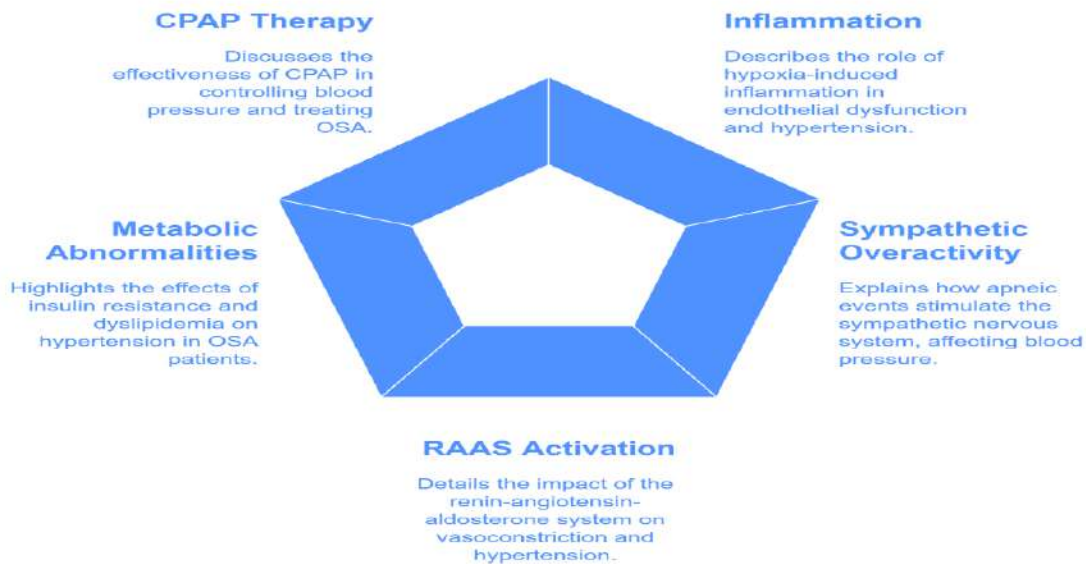 CPAP Therapy
Discusses the
effectiveness of CPAP in
controlling blood
pressure and treating
OSA.
Inflammation
Describes the role of
hypoxia-induced
inflammation in
endothelial dysfunction
and hypertension.
Metabolic
Abnormalities
Highlights the effects of
insulin resistance and
dyslipidemia on
hypertension in OSA
patients.
Sympathetic
Overactivity
Explains how apneic
events stimulate the
sympathetic nervous
system, affecting blood
pressure.
RAAS Activation
Details the impact of the
renin-angiotensin-
aldosterone system on
vasoconstriction and
hypertension.